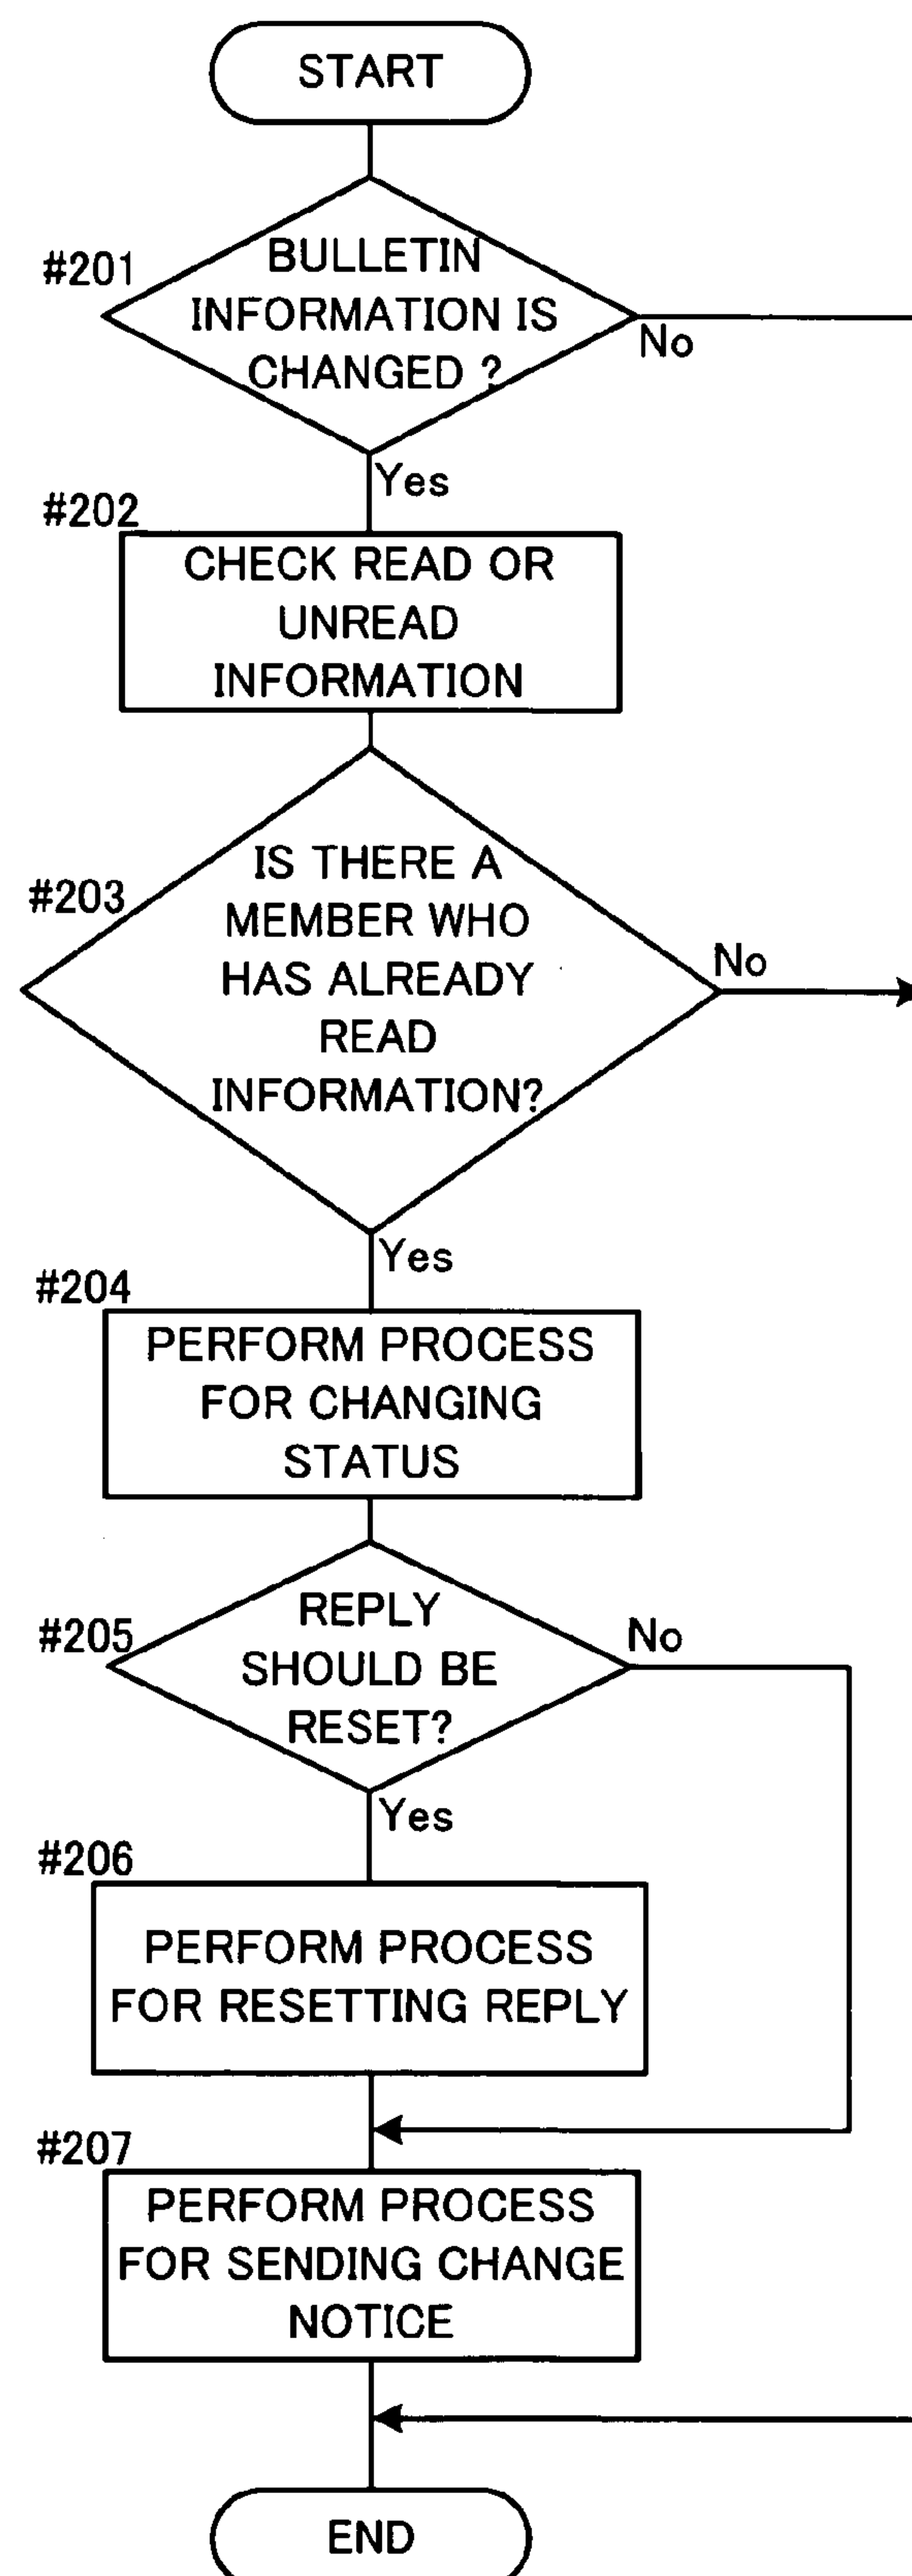 START
#201
BULLETIN
INFORMATION IS
CHANGED ?
No
Yes
#202
CHECK READ OR
UNREAD
INFORMATION
#203
IS THERE A
MEMBER WHO
HAS ALREADY
READ
INFORMATION?
No
Yes
#204
PERFORM PROCESS
FOR CHANGING
STATUS
#205
REPLY
SHOULD BE
RESET?
No
Yes
#206
PERFORM PROCESS
FOR RESETTING REPLY
#207
PERFORM PROCESS
FOR SENDING CHANGE
NOTICE
END